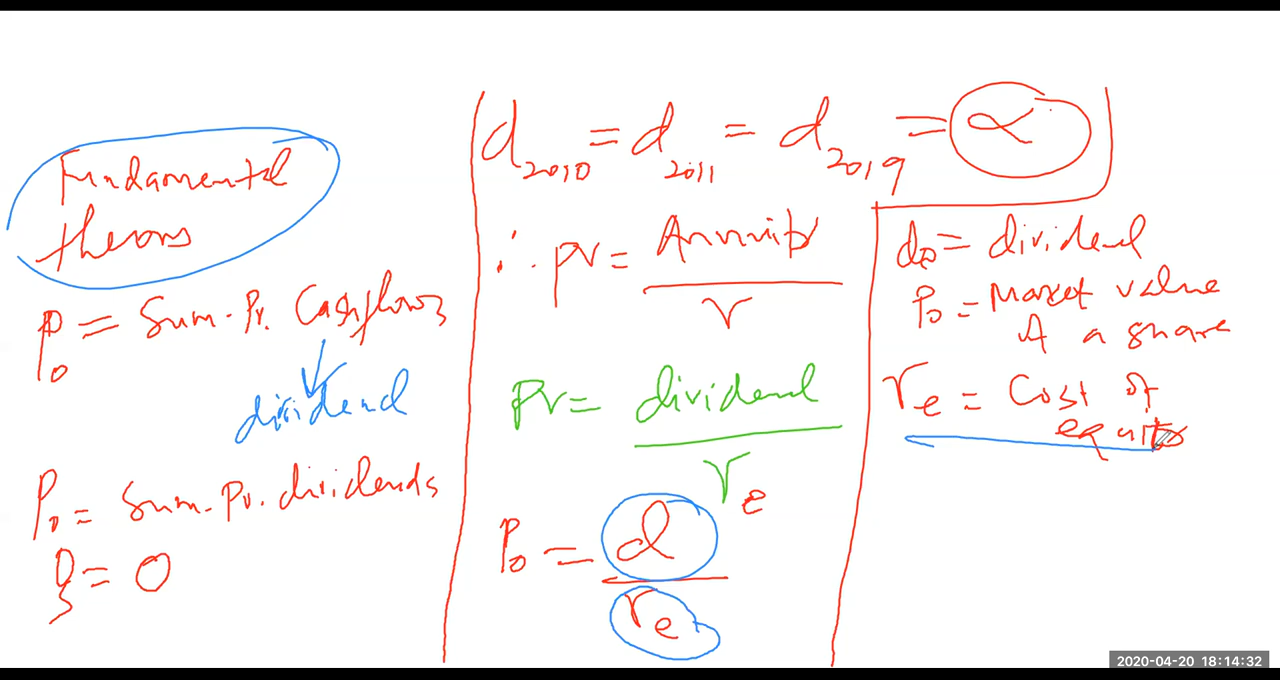 Fundamental
theorys
P₀ = Sum. Pv. Cashflows
dividend
P₀ = Sum. Pv. dividends
g = 0
d₂₀₁₀ = d₂₀₁₁ = d₂₀₁₉ = ∝
∴ PV = Annuity / r
PV = dividend / rₑ
P₀ = d / rₑ
d₀ = dividend
P₀ = Market value
of a share
rₑ = Cost of
equity
2020-04-20 18:14:32